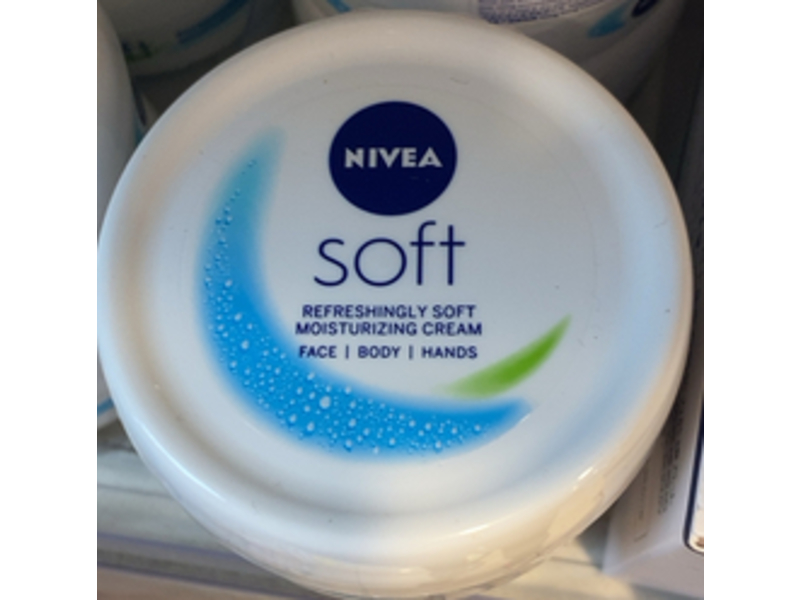 NIVEA
soft
REFRESHINGLY SOFT
MOISTURIZING CREAM
FACE | BODY | HANDS